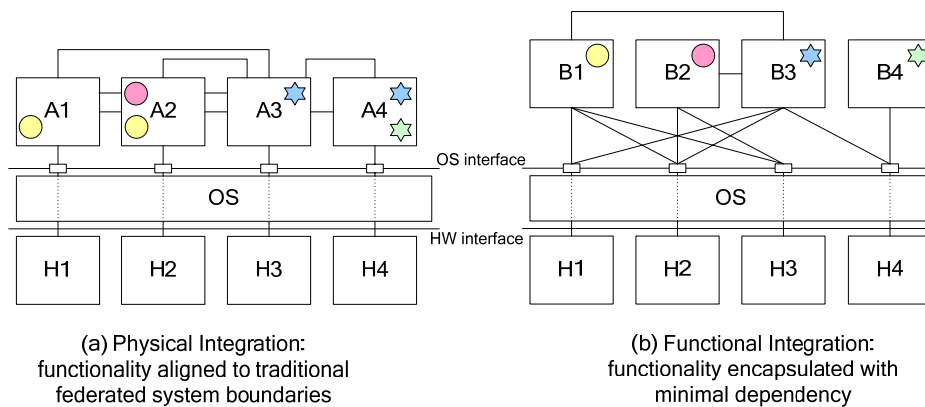 B1
B2
B3
B4
A1
A2
A3
A4
OS interface
OS
OS
HW interface
H1
H2
H3
H4
H1
H2
H3
H4
(a) Physical Integration:
functionality aligned to traditional
federated system boundaries
(b) Functional Integration:
functionality encapsulated with
minimal dependency